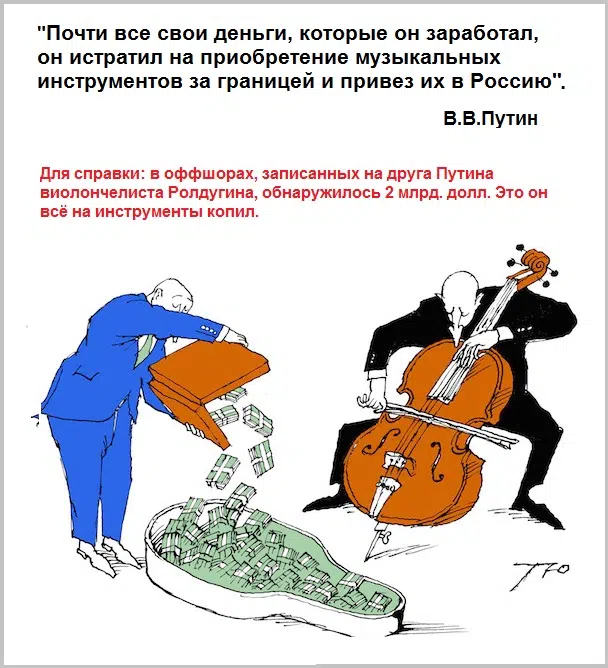 "Почти все свои деньги, которые он заработал,
он истратил на приобретение музыкальных
инструментов за границей и привез их в Россию".
В.В.Путин
Для справки: в оффшорах, записанных на друга Путина
виолончелиста Ролдугина, обнаружилось 2 млрд. долл. Это он
всё на инструменты копил.